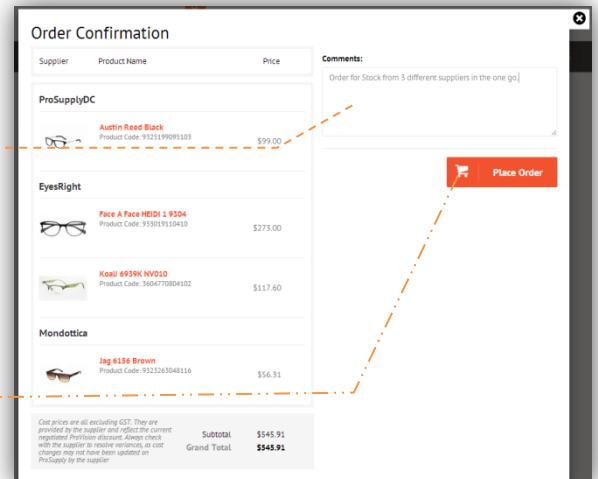 Order Confirmation
Supplier Product Name Price
ProSupplyDC
Austin Reed Black
Product Code: 9323199095103
$99.00
EyesRight
Face A Face HEIDI 1 9304
Product Code: 933019110410
$273.00
Koali 6939K NV010
Product Code: 3604770804102
$117.60
Mondottica
Jag 6156 Brown
Product Code: 9323263048116
$56.31
Cost prices are all excluding GST. They are
provided by the supplier and reflect the current
negotiated ProVision discount. Always check
with the supplier to resolve variances, as cost
changes may not have been updated on
ProSupply by the supplier
Subtotal $545.91
Grand Total $545.91
Comments:
Order for Stock from 3 different suppliers in the one go.
Place Order